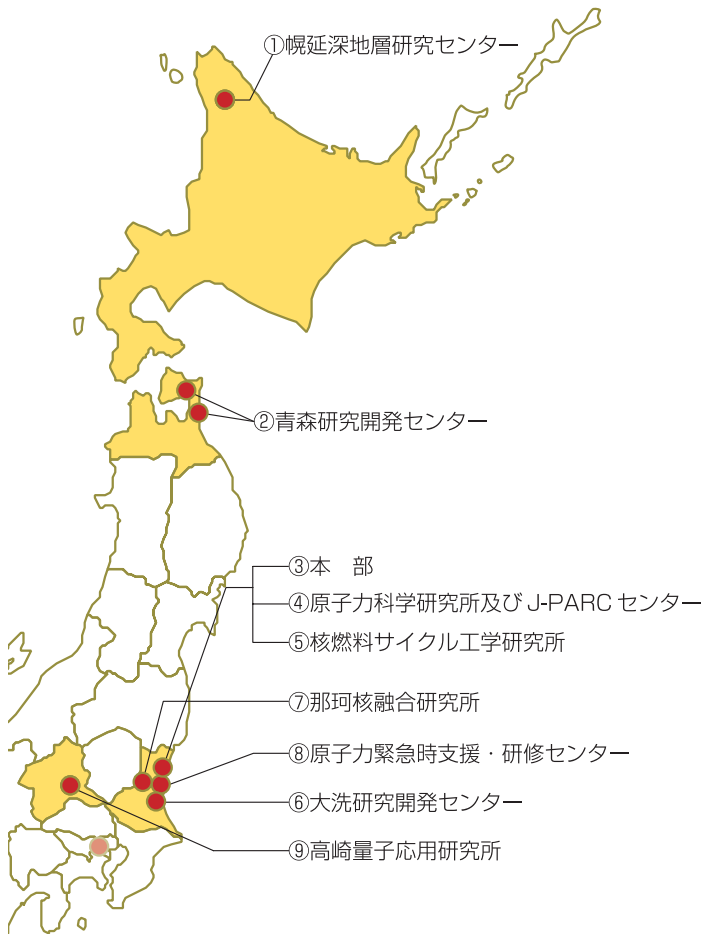 ①幌延深地層研究センター
②青森研究開発センター
③本　部
④原子力科学研究所及び J-PARC センター
⑤核燃料サイクル工学研究所
⑦那珂核融合研究所
⑧原子力緊急時支援・研修センター
⑥大洗研究開発センター
⑨高崎量子応用研究所